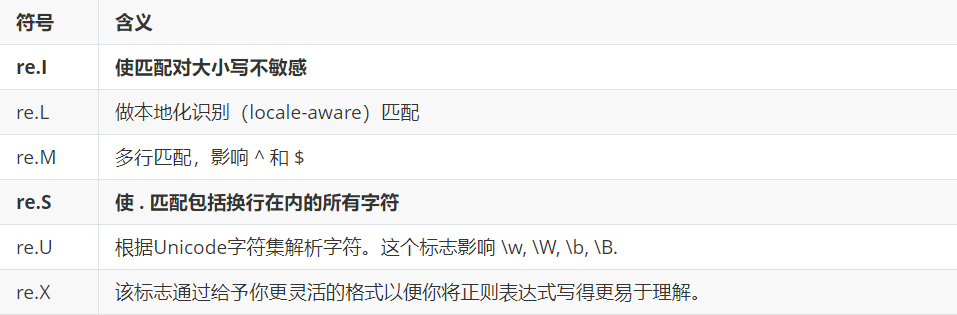 符号 含义
re.I 使匹配对大小写不敏感
re.L 做本地化识别（locale-aware）匹配
re.M 多行匹配，影响 ^ 和 $
re.S 使 . 匹配包括换行在内的所有字符
re.U 根据Unicode字符集解析字符。这个标志影响 \w, \W, \b, \B.
re.X 该标志通过给予你更灵活的格式以便你将正则表达式写得更易于理解。